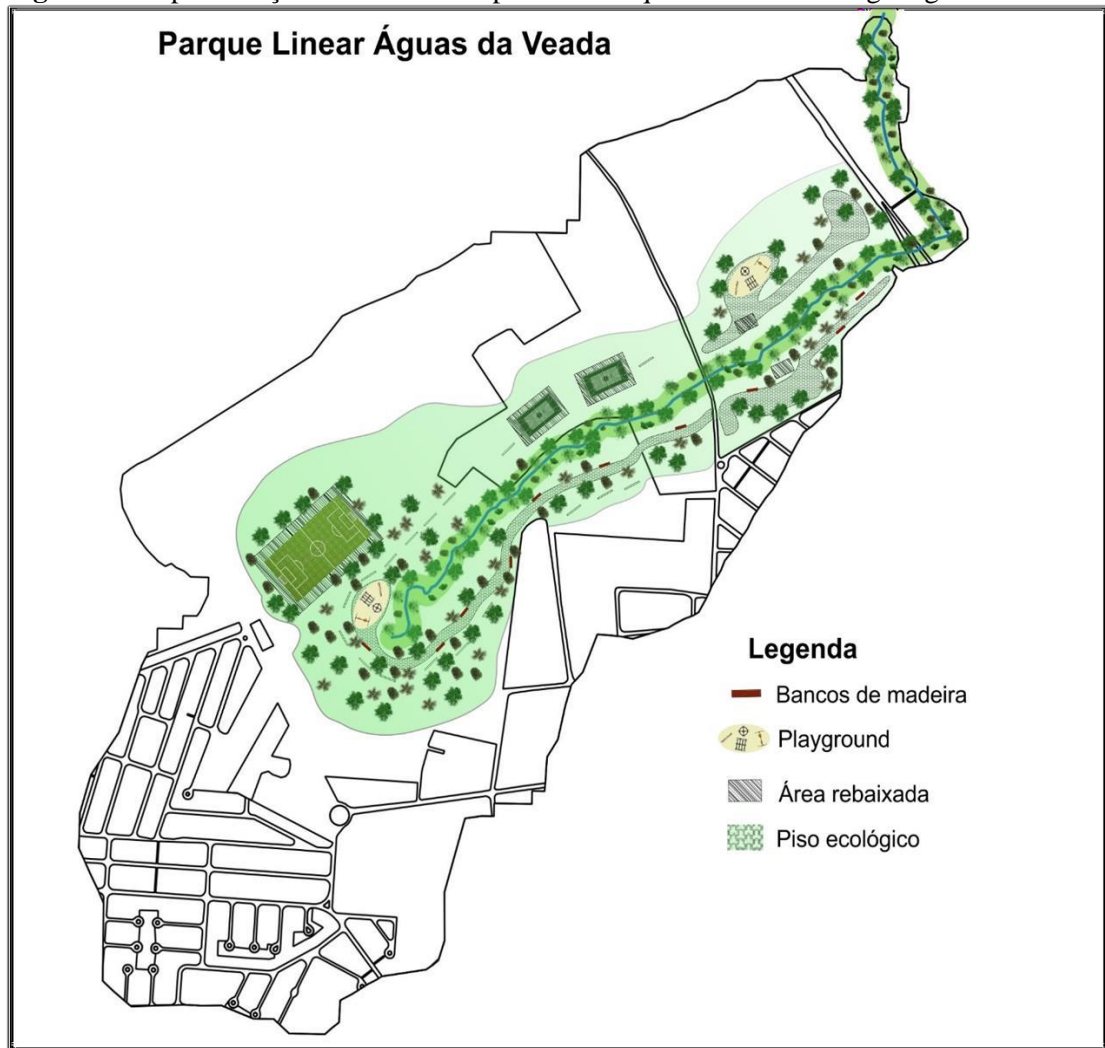 Parque Linear Águas da Veada
Legenda
Bancos de madeira
Playground
Área rebaixada
Piso ecológico